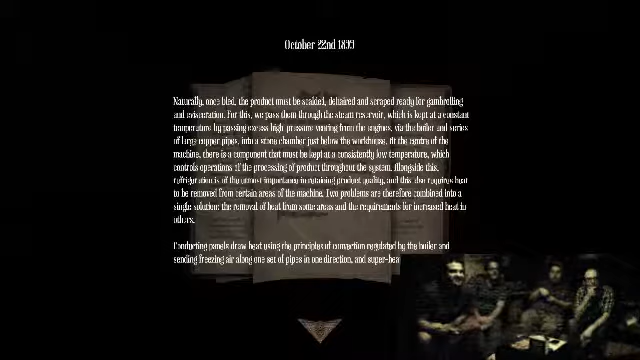 October 22nd 1899
Naturally, once bled, the product must be scalded, dehaired and scraped ready for gambrelling
and evisceration. For this, we pass them through the steam reservoir, which is kept at a constant
temperature by passing excess high pressure venting from the engines, via the boiler and series
of large copper pipes, into a stone chamber just below the workhouse. At the centre of the
machine, there is a component that must be kept at a consistently low temperature, which
controls operations of the processing of product throughout the system. Alongside this,
refrigeration is of the utmost importance in retaining product quality, and this also requires heat
to be removed from certain areas of the machine. Two problems are therefore combined into a
single solution: the removal of heat from some areas and the requirements for increased heat in
others.
Conducting panels draw heat using the principles of convection regulated by the boiler and
sending freezing air along one set of pipes in one direction, and super-hea